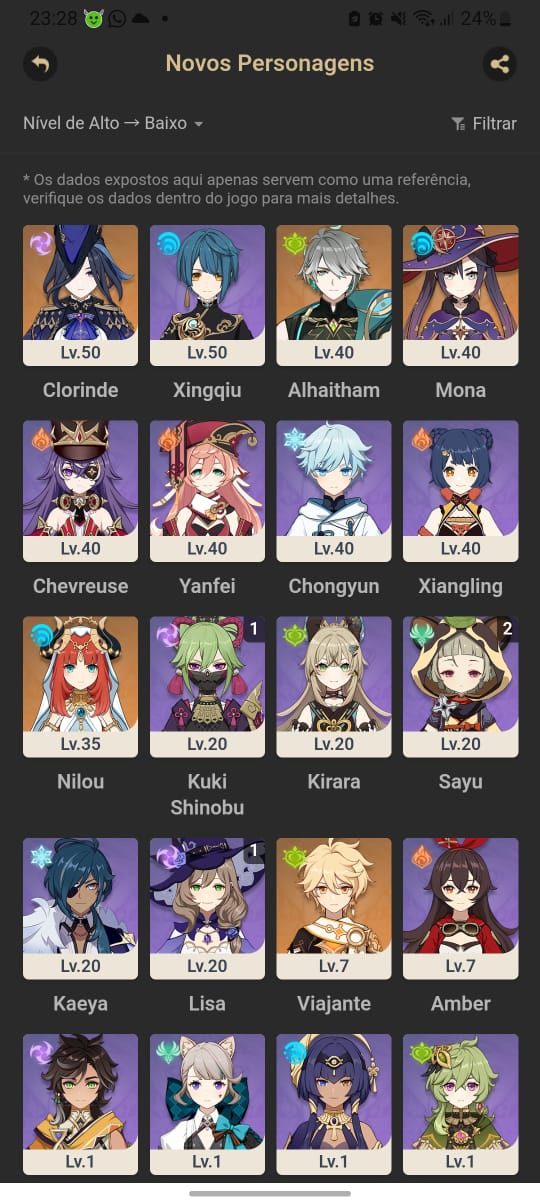 23:28 24%
Novos Personagens
Nível de Alto → Baixo Filtrar
* Os dados expostos aqui apenas servem como uma referência,
verifique os dados dentro do jogo para mais detalhes.
Lv.50 Lv.50 Lv.40 Lv.40
Clorinde Xingqiu Alhaitham Mona
Lv.40 Lv.40 Lv.40 Lv.40
Chevreuse Yanfei Chongyun Xiangling
1 2
Lv.35 Lv.20 Lv.20 Lv.20
Nilou Kuki Kirara Sayu
Shinobu
1
Lv.20 Lv.20 Lv.7 Lv.7
Kaeya Lisa Viajante Amber
Lv.1 Lv.1 Lv.1 Lv.1